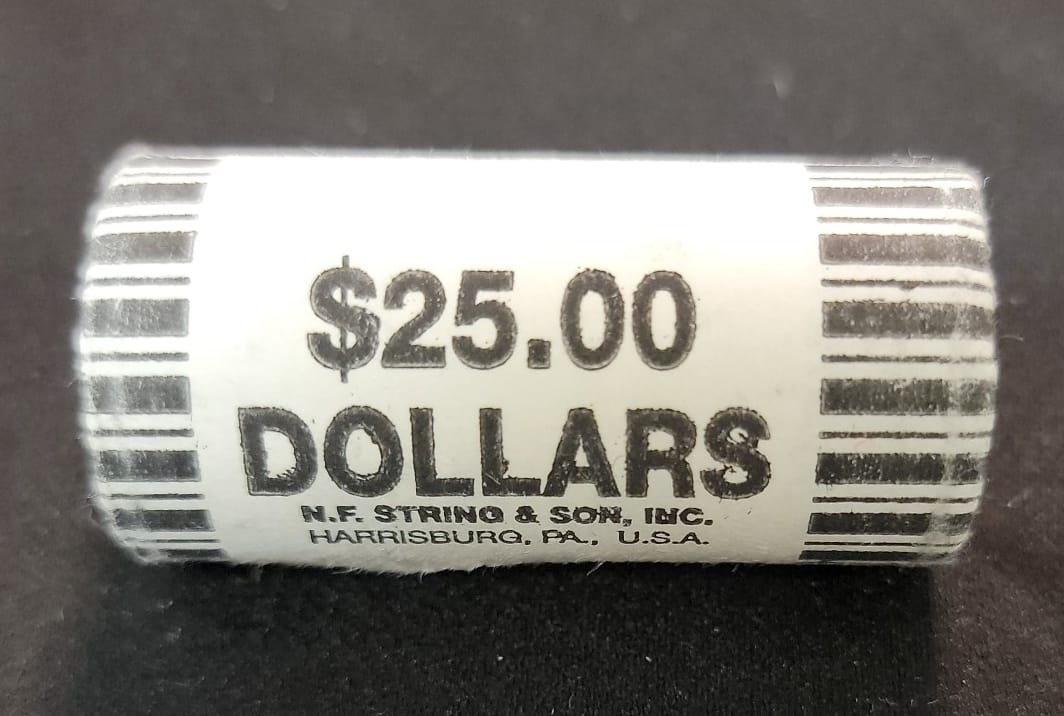 $25.00
DOLLARS
N.F. STRING & SON, INC.
HARRISBURG, PA., U.S.A.